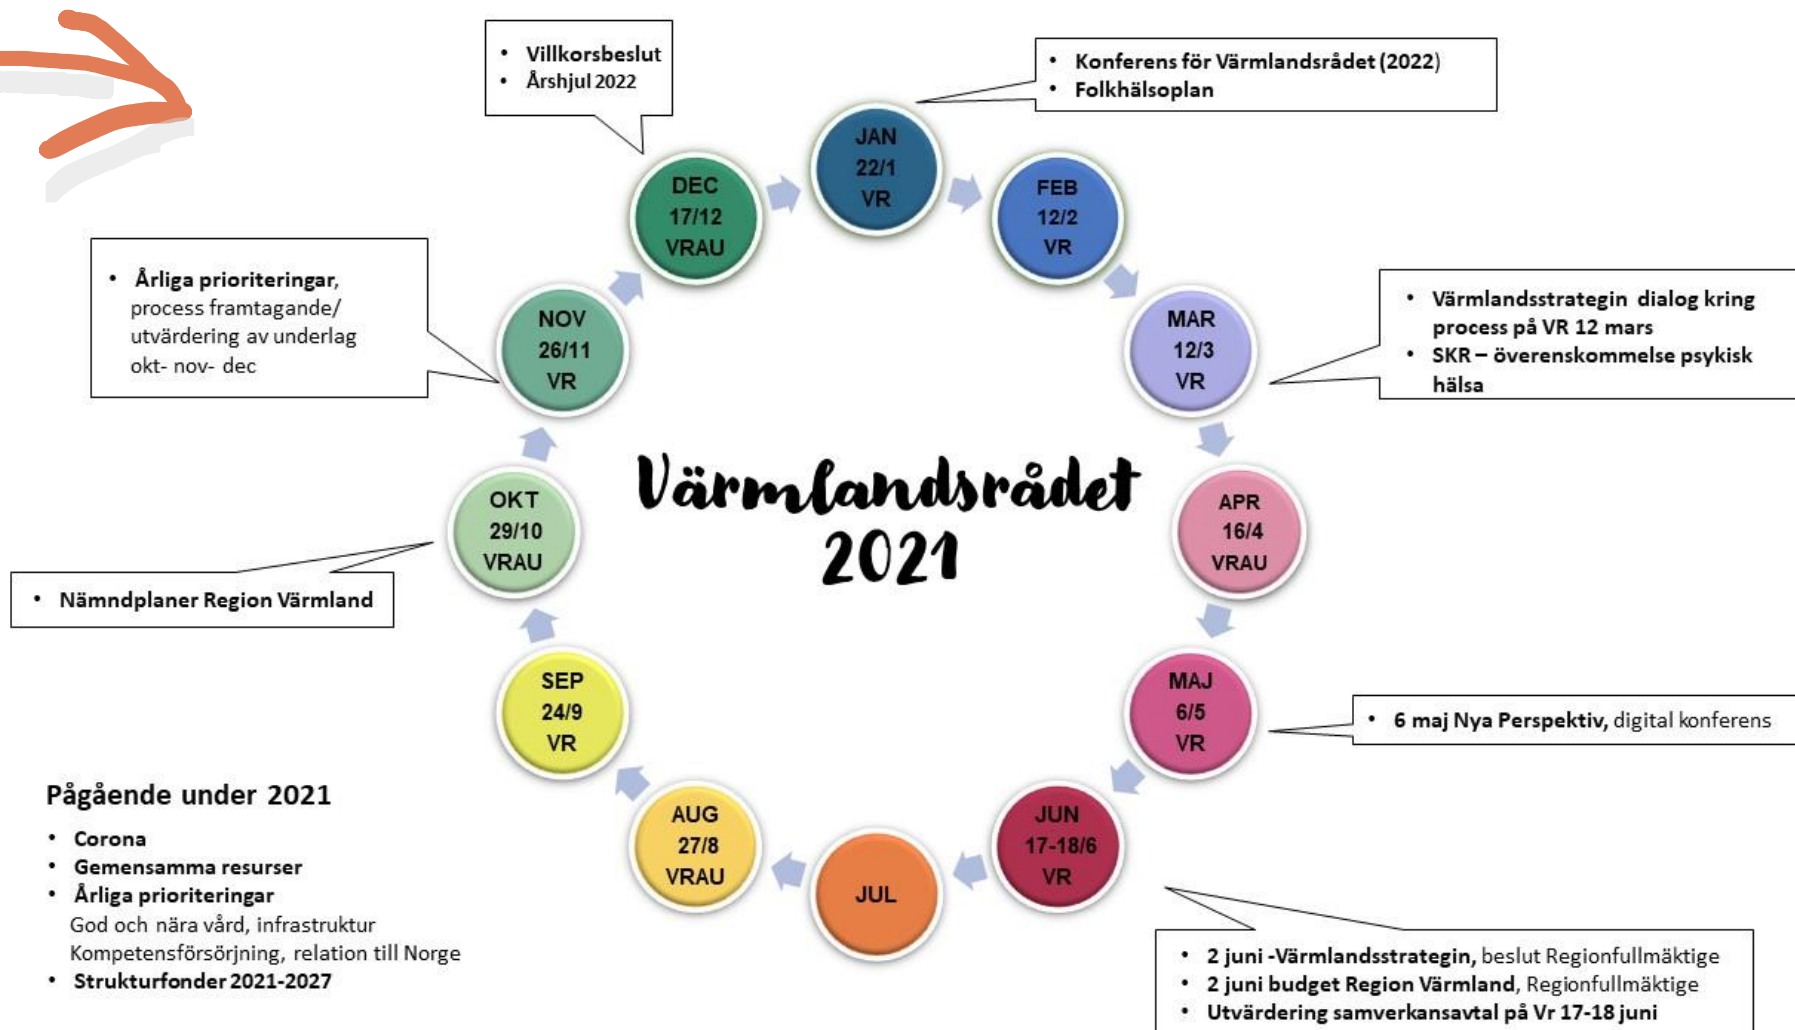 • Villkorsbeslut
• Årshjul 2022
• Konferens för Värmlandsrådet (2022)
• Folkhälsoplan
JAN
22/1
VR
DEC
17/12
VRAU
FEB
12/2
VR
• Årliga prioriteringar,
process framtagande/
utvärdering av underlag
okt- nov- dec
NOV
26/11
VR
MAR
12/3
VR
• Värmlandsstrategin dialog kring
process på VR 12 mars
• SKR – överenskommelse psykisk
hälsa
Värmlandsrådet
2021
OKT
29/10
VRAU
APR
16/4
VRAU
• Nämndplaner Region Värmland
SEP
24/9
VR
MAJ
6/5
VR
• 6 maj Nya Perspektiv, digital konferens
AUG
27/8
VRAU
JUL
JUN
17-18/6
VR
Pågående under 2021
• Corona
• Gemensamma resurser
• Årliga prioriteringar
God och nära vård, infrastruktur
Kompetensförsörjning, relation till Norge
• Strukturfonder 2021-2027
• 2 juni -Värmlandsstrategin, beslut Regionfullmäktige
• 2 juni budget Region Värmland, Regionfullmäktige
• Utvärdering samverkansavtal på Vr 17-18 juni